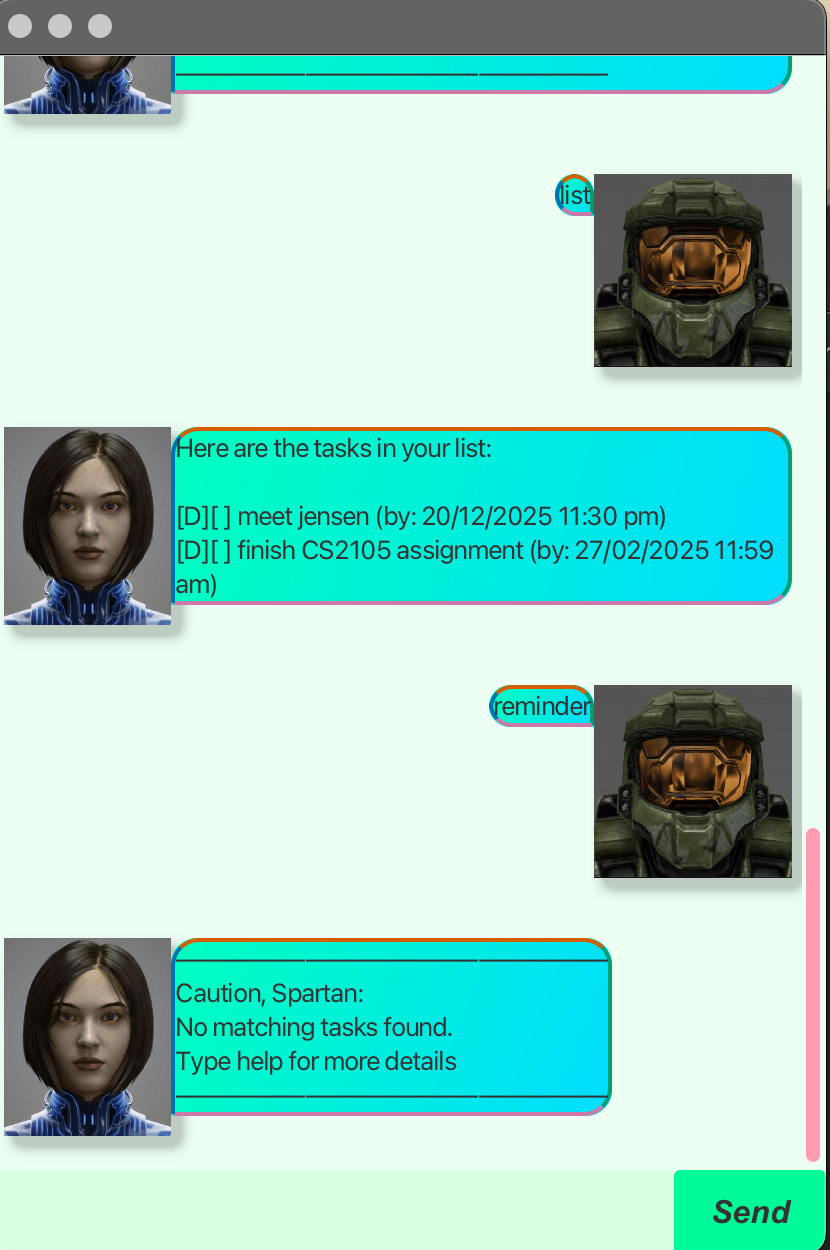 list
Here are the tasks in your list:
[D][ ] meet jensen (by: 20/12/2025 11:30 pm)
[D][ ] finish CS2105 assignment (by: 27/02/2025 11:59
am)
reminder
Caution, Spartan:
No matching tasks found.
Type help for more details
Send